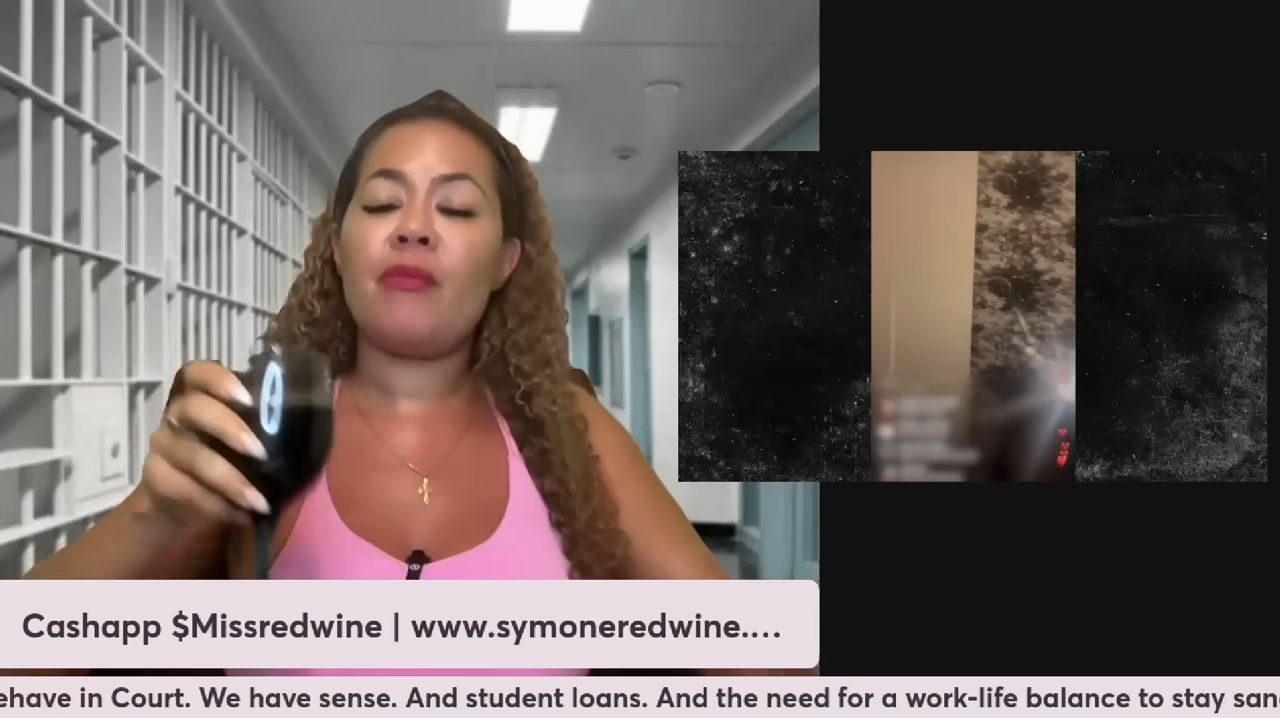 Cashapp $Missredwine | www.symoneredwine....
ehave in Court. We have sense. And student loans. And the need for a work-life balance to stay san